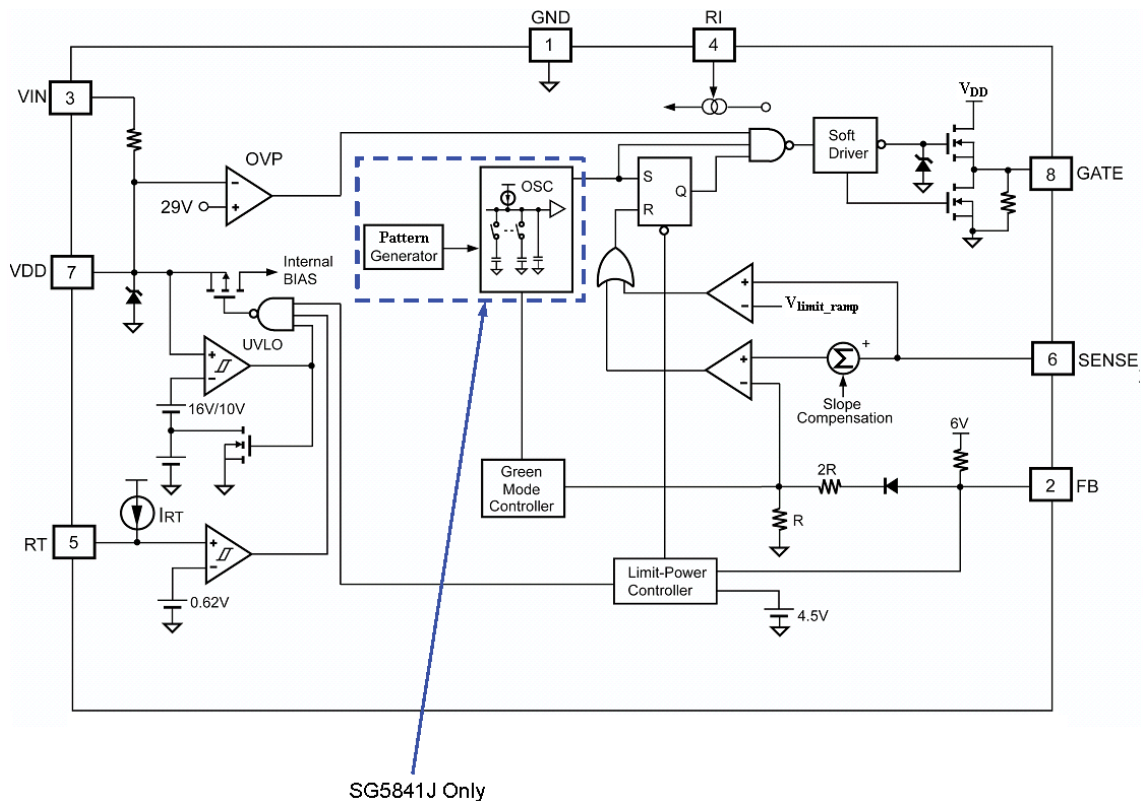 GND
RI
1
4
VIN
3
VDD
OVP
Soft
Driver
OSC
S
Q
R
8
GATE
29V
Pattern
Generator
VDD
7
Internal
BIAS
Vlimit_ramp
UVLO
+
6
SENSE
16V/10V
Slope
Compensation
6V
Green
Mode
Controller
2R
2
FB
R
IRT
RT
5
Limit-Power
Controller
0.62V
4.5V
SG5841J Only